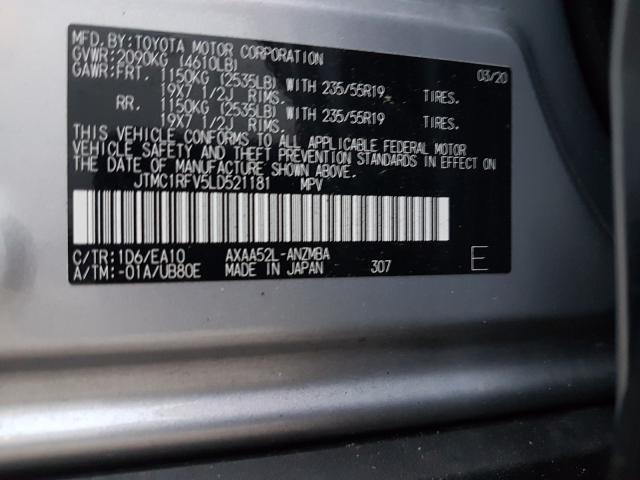 MFD.BY:TOYOTA MOTOR CORPORATION 03/20
GVWR:2090KG (4610LB)
GAWR:FRT. 1150KG (2535LB) WITH 235/55R19 TIRES.
19X7 1/2J RIMS.
RR. 1150KG (2535LB) WITH 235/55R19 TIRES.
19X7 1/2J RIMS.
THIS VEHICLE CONFORMS TO ALL APPLICABLE FEDERAL MOTOR
VEHICLE SAFETY AND THEFT PREVENTION STANDARDS IN EFFECT ON
THE DATE OF MANUFACTURE SHOWN ABOVE.
JTMC1RFV5LD521181 MPV
C/TR:1D6/EA10 AXAA52L-ANZMBA
A/TM:-01A/UB80E MADE IN JAPAN 307 E